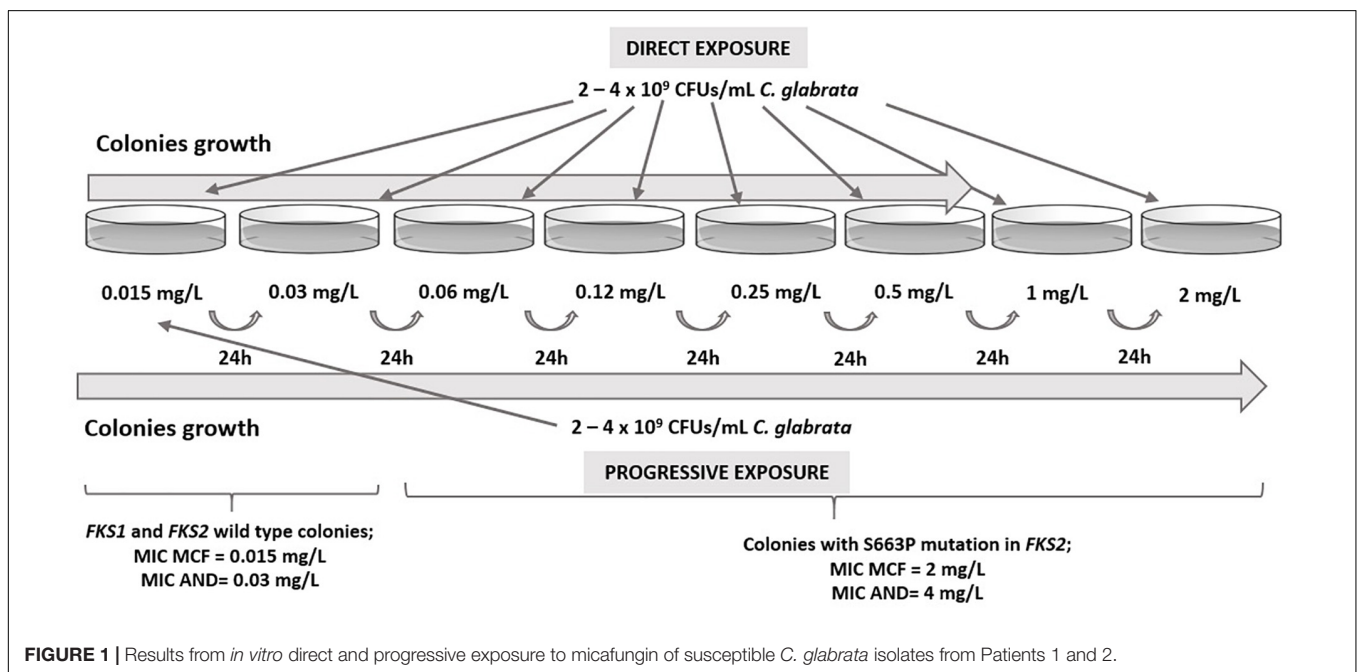 DIRECT EXPOSURE
2 – 4 x 10⁹ CFUs/mL C. glabrata
Colonies growth
0.015 mg/L 0.03 mg/L 0.06 mg/L 0.12 mg/L 0.25 mg/L 0.5 mg/L 1 mg/L 2 mg/L
24h 24h 24h 24h 24h 24h 24h
Colonies growth
2 – 4 x 10⁹ CFUs/mL C. glabrata
PROGRESSIVE EXPOSURE
FKS1 and FKS2 wild type colonies;
MIC MCF = 0.015 mg/L
MIC AND= 0.03 mg/L
Colonies with S663P mutation in FKS2;
MIC MCF = 2 mg/L
MIC AND= 4 mg/L
FIGURE 1 | Results from in vitro direct and progressive exposure to micafungin of susceptible C. glabrata isolates from Patients 1 and 2.